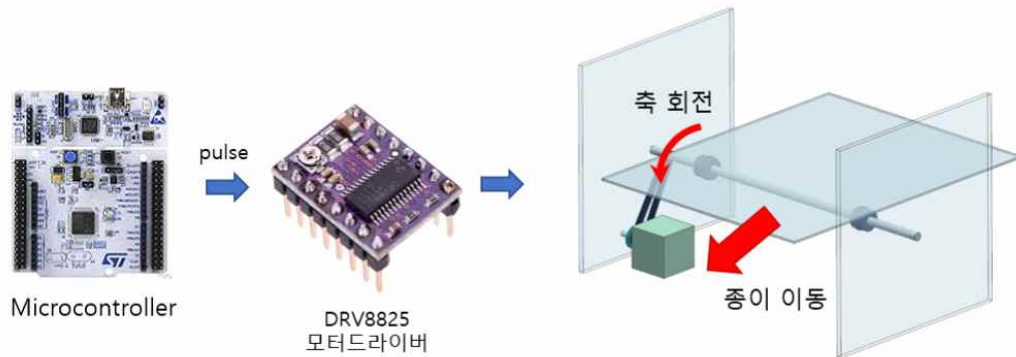 pulse
Microcontroller
DRV8825
모터드라이버
축 회전
종이 이동